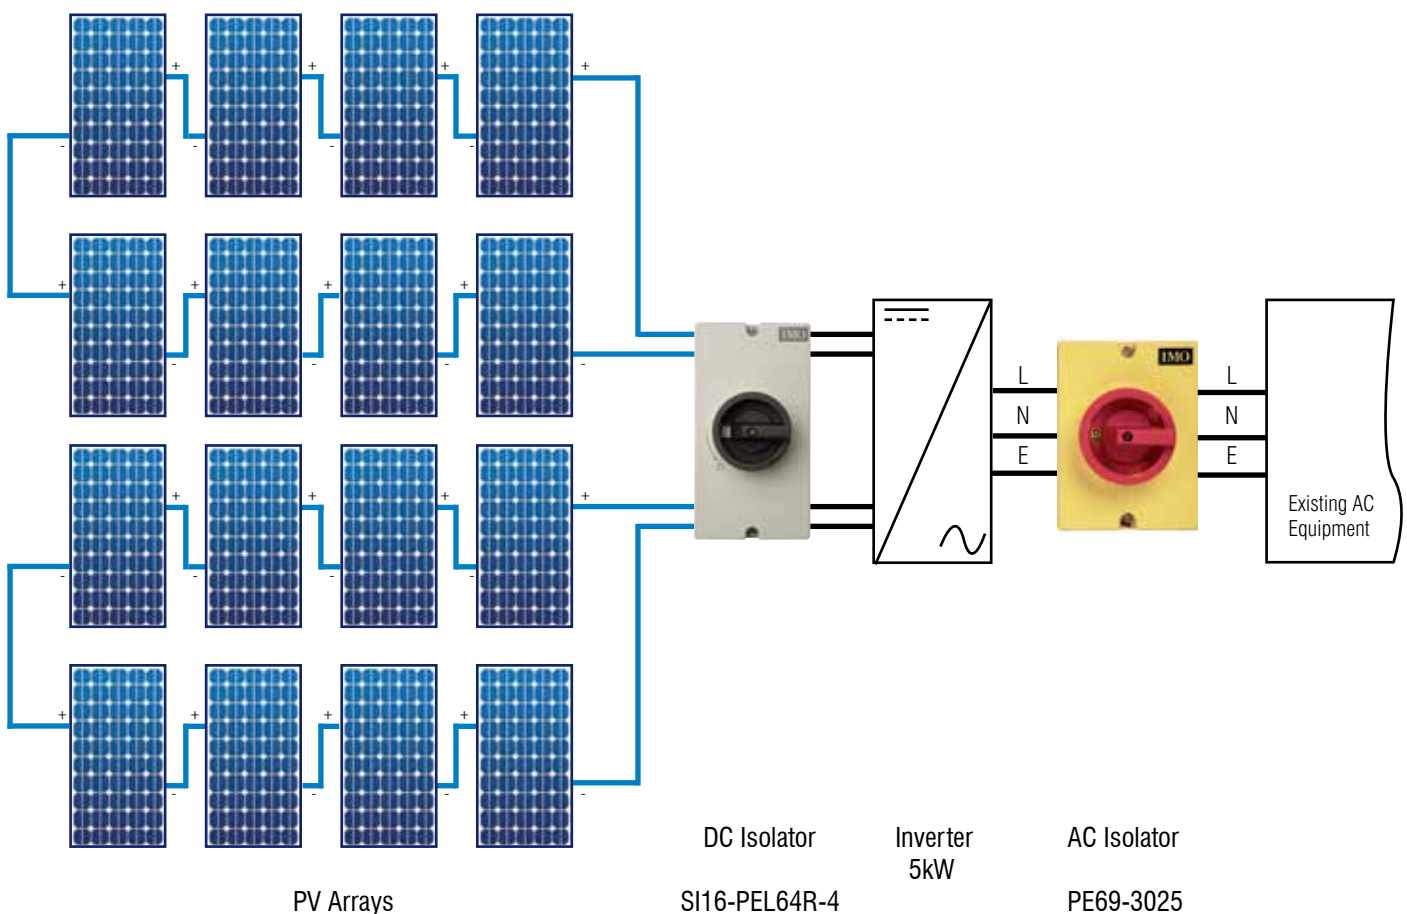 IMO
IMO
L
N
E
L
N
E
Existing AC
Equipment
+ + + +
- - - -
+ + + +
- - - -
+ + + +
- - - -
+ + + +
- - - -
DC Isolator
Inverter
5kW
AC Isolator
PV Arrays
SI16-PEL64R-4
PE69-3025